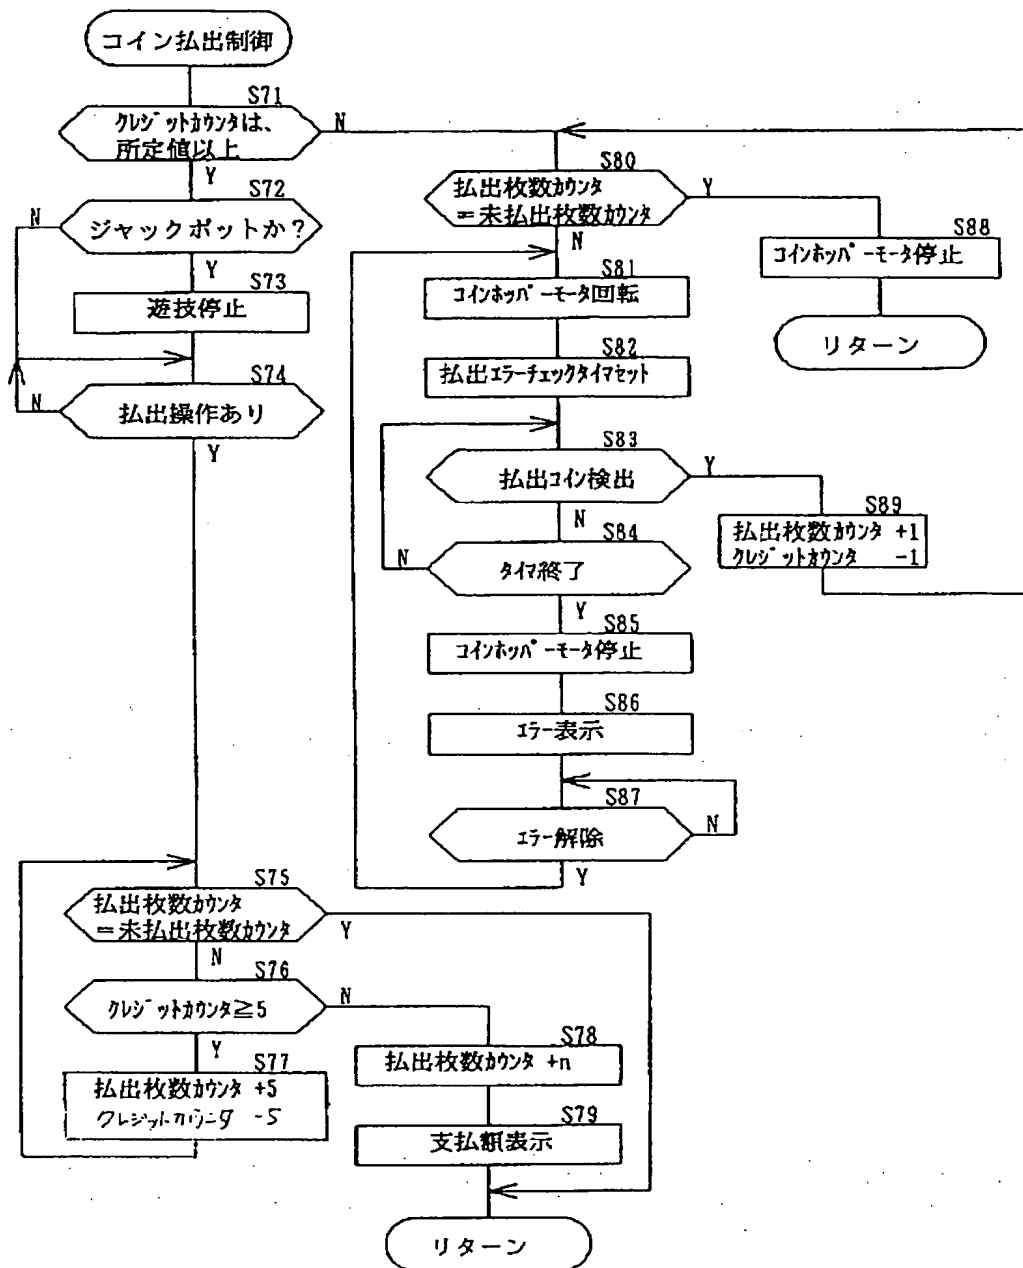 コイン払出制御
S71
クレジットカウンタは、
所定値以上
N
Y
S72
ジャックポットか?
N
Y
S73
遊技停止
S74
払出操作あり
N
Y
S75
払出枚数カウンタ
=未払出枚数カウンタ
Y
N
S76
クレジットカウンタ≧5
N
Y
S77
払出枚数カウンタ +5
クレジットカウンタ -5
S78
払出枚数カウンタ +n
S79
支払額表示
リターン
S80
払出枚数カウンタ
=未払出枚数カウンタ
Y
N
S81
コインホッパーモータ回転
S82
払出エラーチェックタイマセット
S83
払出コイン検出
Y
N
S84
タイマ終了
N
Y
S85
コインホッパーモータ停止
S86
エラー表示
S87
エラー解除
N
Y
S88
コインホッパーモータ停止
リターン
S89
払出枚数カウンタ +1
クレジットカウンタ -1